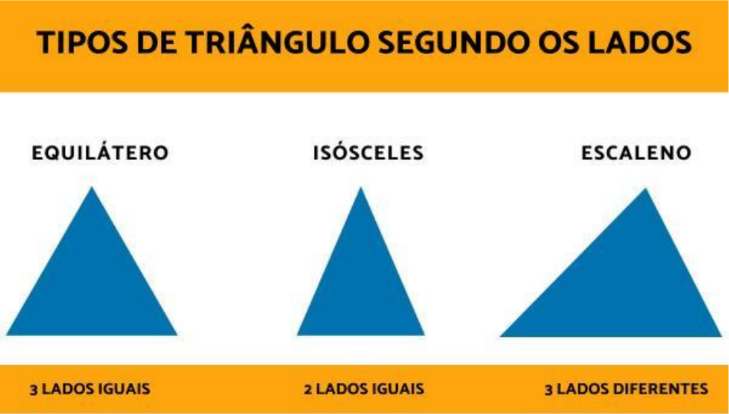 TIPOS DE TRIÂNGULO SEGUNDO OS LADOS
EQUILÁTERO
ISÓSCELES
ESCALENO
3 LADOS IGUAIS
2 LADOS IGUAIS
3 LADOS DIFERENTES